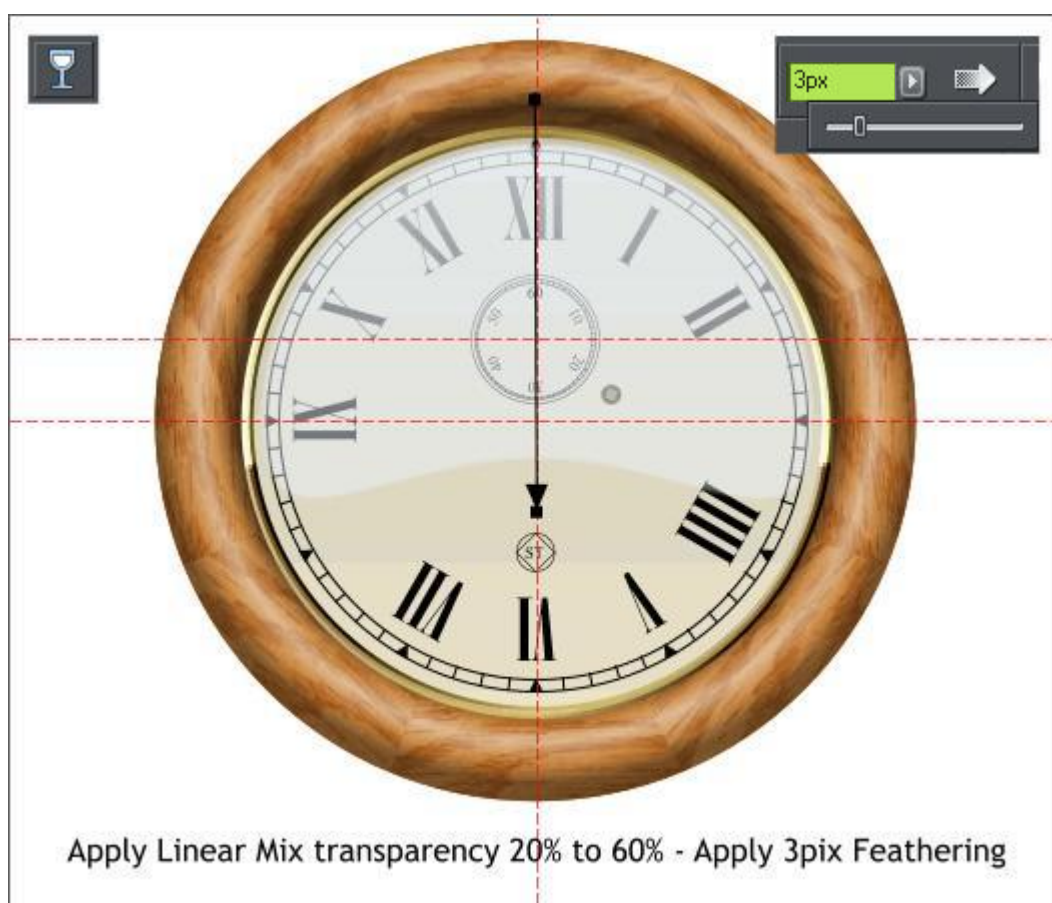 3px
XII
I
II
IIII
V
VI
VII
IX
X
XI
60
10
20
30
40
50
ST
Apply Linear Mix transparency 20% to 60% - Apply 3pix Feathering